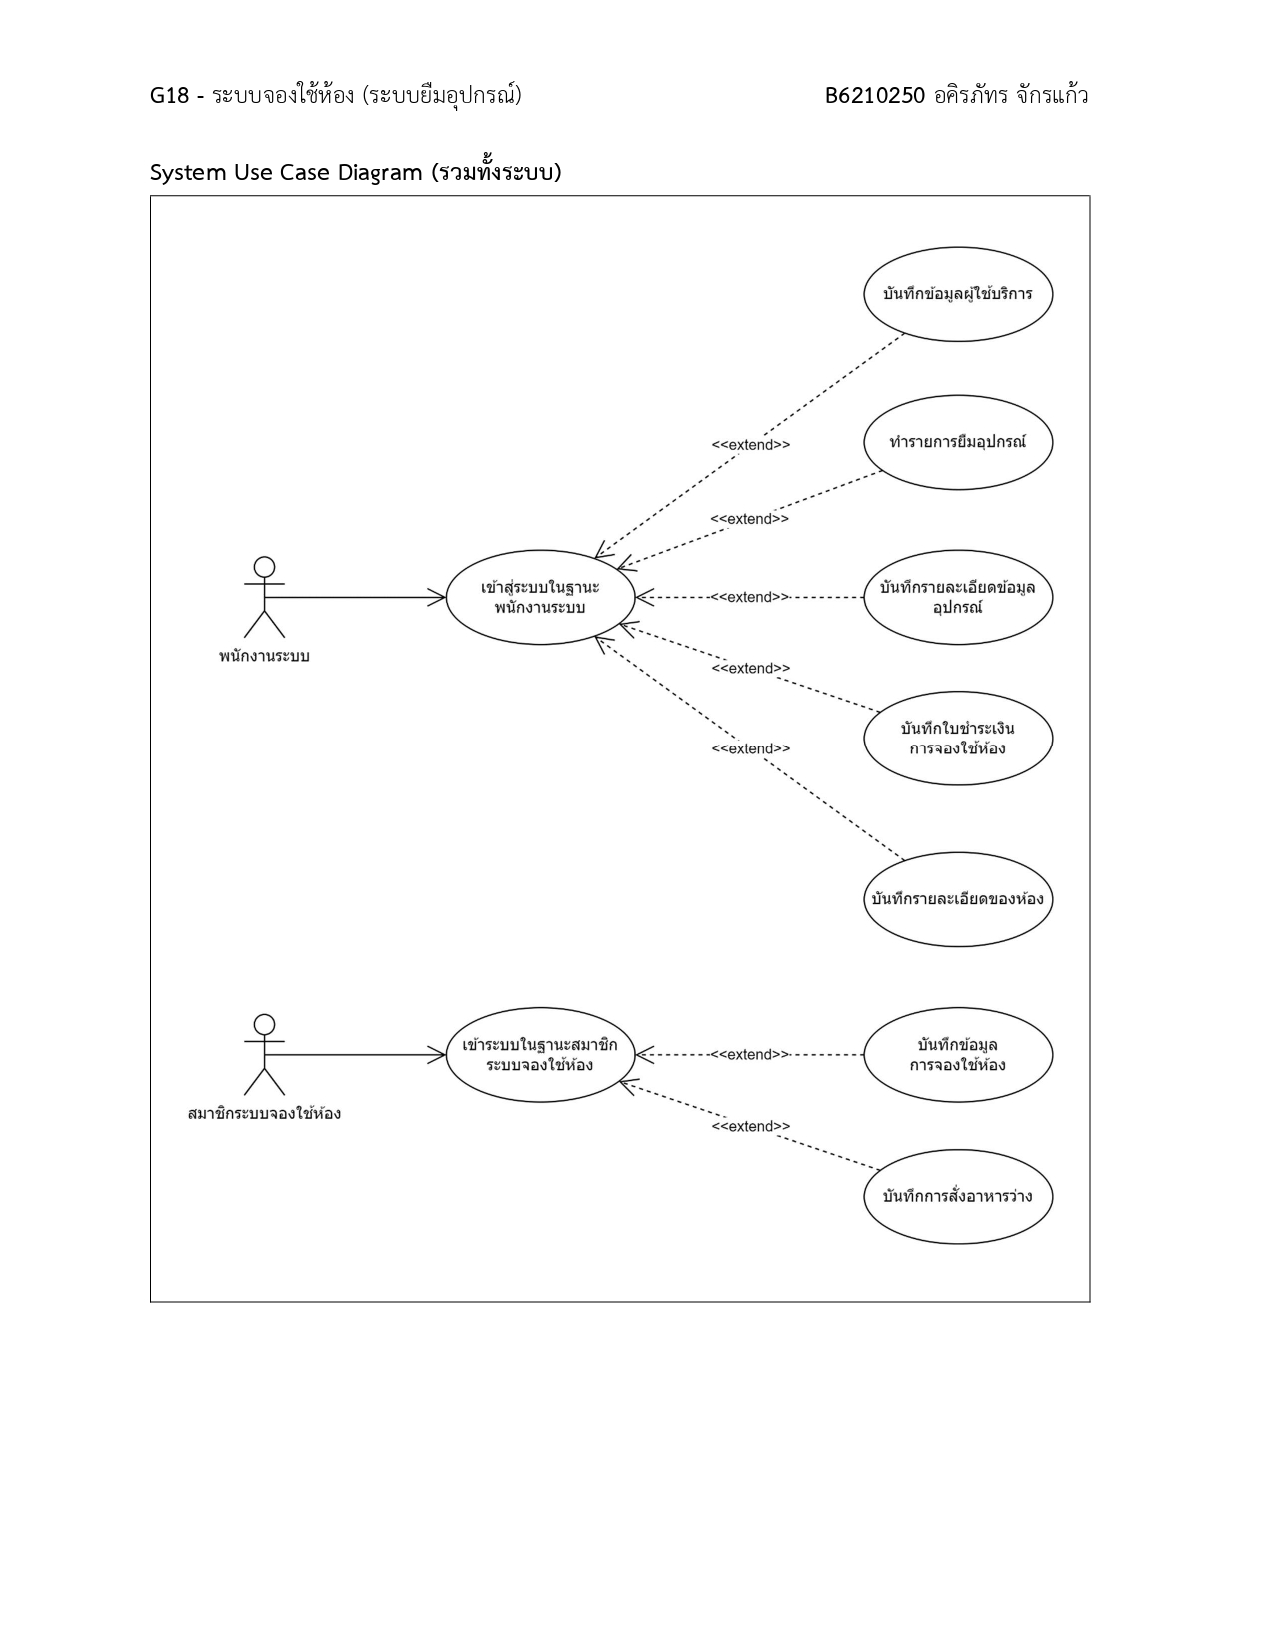 G18 - ระบบจองใช้ห้อง (ระบบยืมอุปกรณ์)
B6210250 อคิรภัทร จักรแก้ว
System Use Case Diagram (รวมทั้งระบบ)
บันทึกข้อมูลผู้ใช้บริการ
<<extend>>
ทำรายการยืมอุปกรณ์
<<extend>>
พนักงานระบบ
เข้าสู่ระบบในฐานะ
พนักงานระบบ
<<extend>>
บันทึกรายละเอียดข้อมูล
อุปกรณ์
<<extend>>
บันทึกใบชำระเงิน
การจองใช้ห้อง
<<extend>>
บันทึกรายละเอียดของห้อง
สมาชิกระบบจองใช้ห้อง
เข้าระบบในฐานะสมาชิก
ระบบจองใช้ห้อง
<<extend>>
บันทึกข้อมูล
การจองใช้ห้อง
<<extend>>
บันทึกการสั่งอาหารว่าง